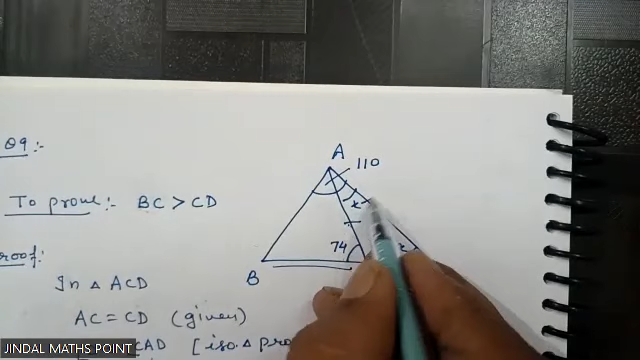 Q9:-
A
110
To prove:- BC > CD
x
74
x
roof:
B
In △ ACD
AC = CD (given)
CAD [iso. △ pro
JINDAL MATHS POINT